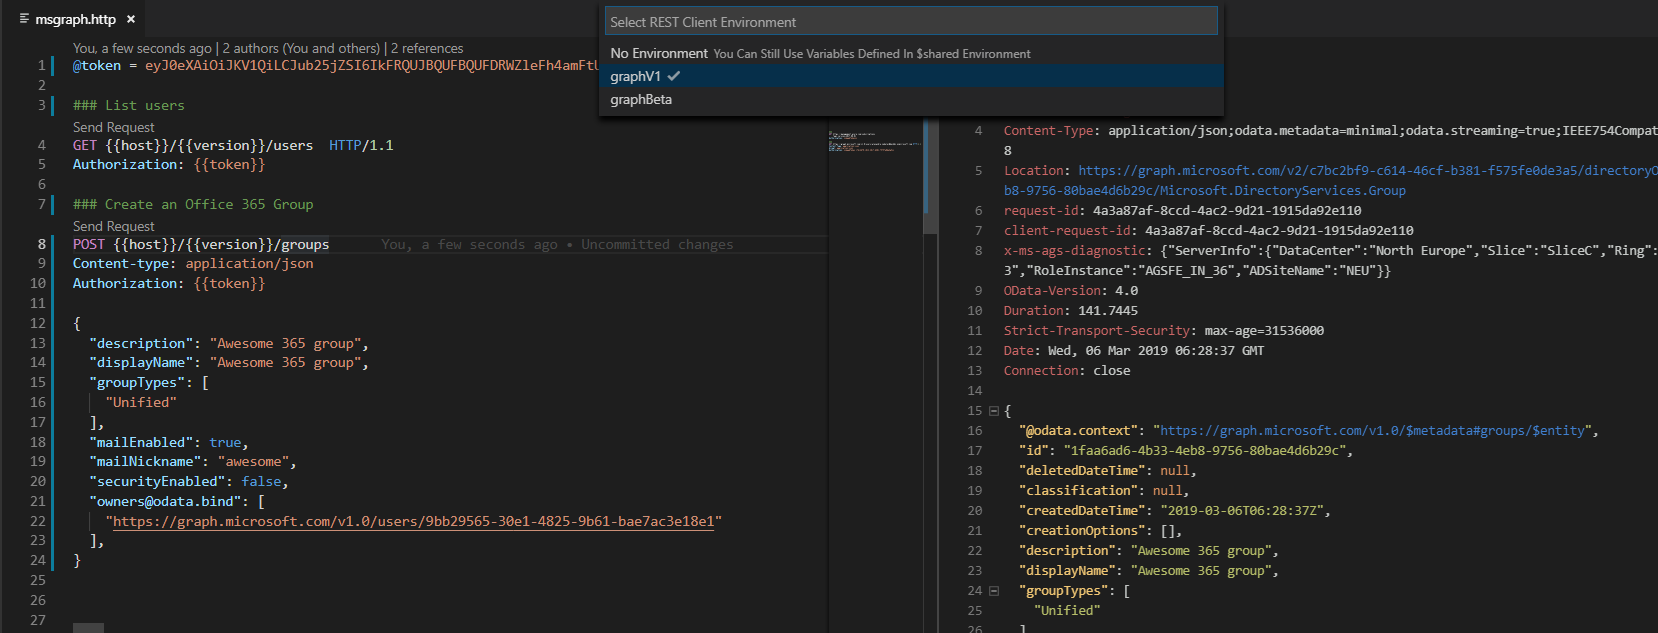 msgraph.http ×
Select REST Client Environment
No Environment You Can Still Use Variables Defined In $shared Environment
graphV1 ✓
graphBeta
You, a few seconds ago | 2 authors (You and others) | 2 references
1 @token = eyJ0eXAiOiJKV1QiLCJub25jZSI6IkFRQUJBQUFBQUFDRWZleFh4amFtU
2
3 ### List users
Send Request
4 GET {{host}}/{{version}}/users HTTP/1.1
5 Authorization: {{token}}
6
7 ### Create an Office 365 Group
Send Request
8 POST {{host}}/{{version}}/groups You, a few seconds ago • Uncommitted changes
9 Content-type: application/json
10 Authorization: {{token}}
11
12 {
13 "description": "Awesome 365 group",
14 "displayName": "Awesome 365 group",
15 "groupTypes": [
16 "Unified"
17 ],
18 "mailEnabled": true,
19 "mailNickname": "awesome",
20 "securityEnabled": false,
21 "owners@odata.bind": [
22 "https://graph.microsoft.com/v1.0/users/9bb29565-30e1-4825-9b61-bae7ac3e18e1"
23 ],
24 }
25
26
27
4 Content-Type: application/json;odata.metadata=minimal;odata.streaming=true;IEEE754Compat
8
5 Location: https://graph.microsoft.com/v2/c7bc2bf9-c614-46cf-b381-f575fe0de3a5/directoryO
b8-9756-80bae4d6b29c/Microsoft.DirectoryServices.Group
6 request-id: 4a3a87af-8ccd-4ac2-9d21-1915da92e110
7 client-request-id: 4a3a87af-8ccd-4ac2-9d21-1915da92e110
8 x-ms-ags-diagnostic: {"ServerInfo":{"DataCenter":"North Europe","Slice":"SliceC","Ring":
3","RoleInstance":"AGSFE_IN_36","ADSiteName":"NEU"}}
9 OData-Version: 4.0
10 Duration: 141.7445
11 Strict-Transport-Security: max-age=31536000
12 Date: Wed, 06 Mar 2019 06:28:37 GMT
13 Connection: close
14
15 {
16 "@odata.context": "https://graph.microsoft.com/v1.0/$metadata#groups/$entity",
17 "id": "1faa6ad6-4b33-4eb8-9756-80bae4d6b29c",
18 "deletedDateTime": null,
19 "classification": null,
20 "createdDateTime": "2019-03-06T06:28:37Z",
21 "creationOptions": [],
22 "description": "Awesome 365 group",
23 "displayName": "Awesome 365 group",
24 "groupTypes": [
25 "Unified"
26 ]